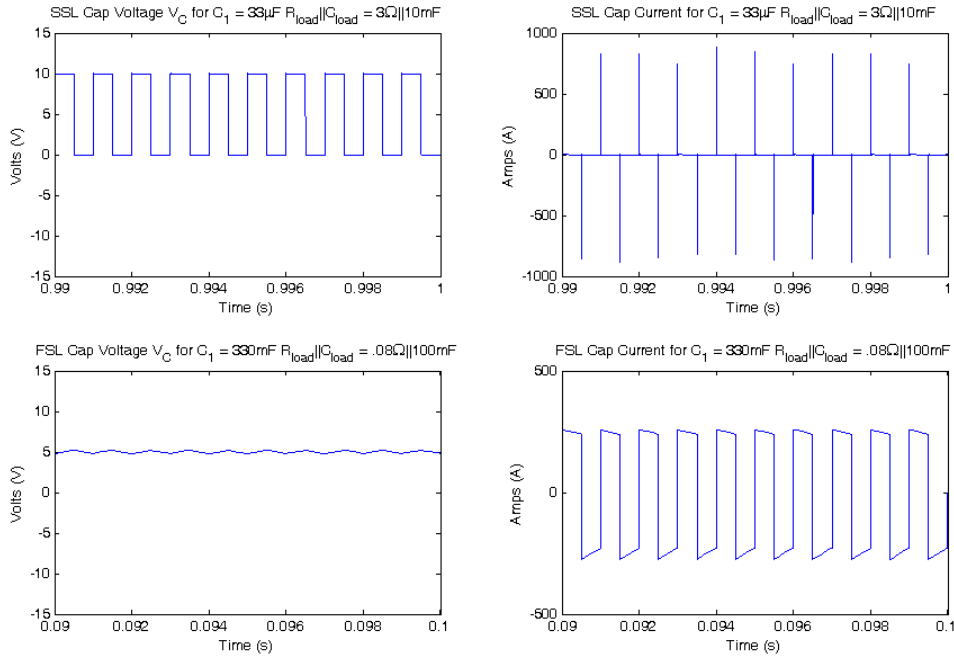 SSL Cap Voltage V_C for C_1 = 33µF R_load||C_load = 3Ω||10mF
15
10
5
0
-5
-10
-15
Volts (V)
0.99 0.992 0.994 0.996 0.998 1
Time (s)
SSL Cap Current for C_1 = 33µF R_load||C_load = 3Ω||10mF
1000
500
0
-500
-1000
Amps (A)
0.99 0.992 0.994 0.996 0.998 1
Time (s)
FSL Cap Voltage V_C for C_1 = 330mF R_load||C_load = .08Ω||100mF
15
10
5
0
-5
-10
-15
Volts (V)
0.09 0.092 0.094 0.096 0.098 0.1
Time (s)
FSL Cap Current for C_1 = 330mF R_load||C_load = .08Ω||100mF
500
0
-500
Amps (A)
0.09 0.092 0.094 0.096 0.098 0.1
Time (s)